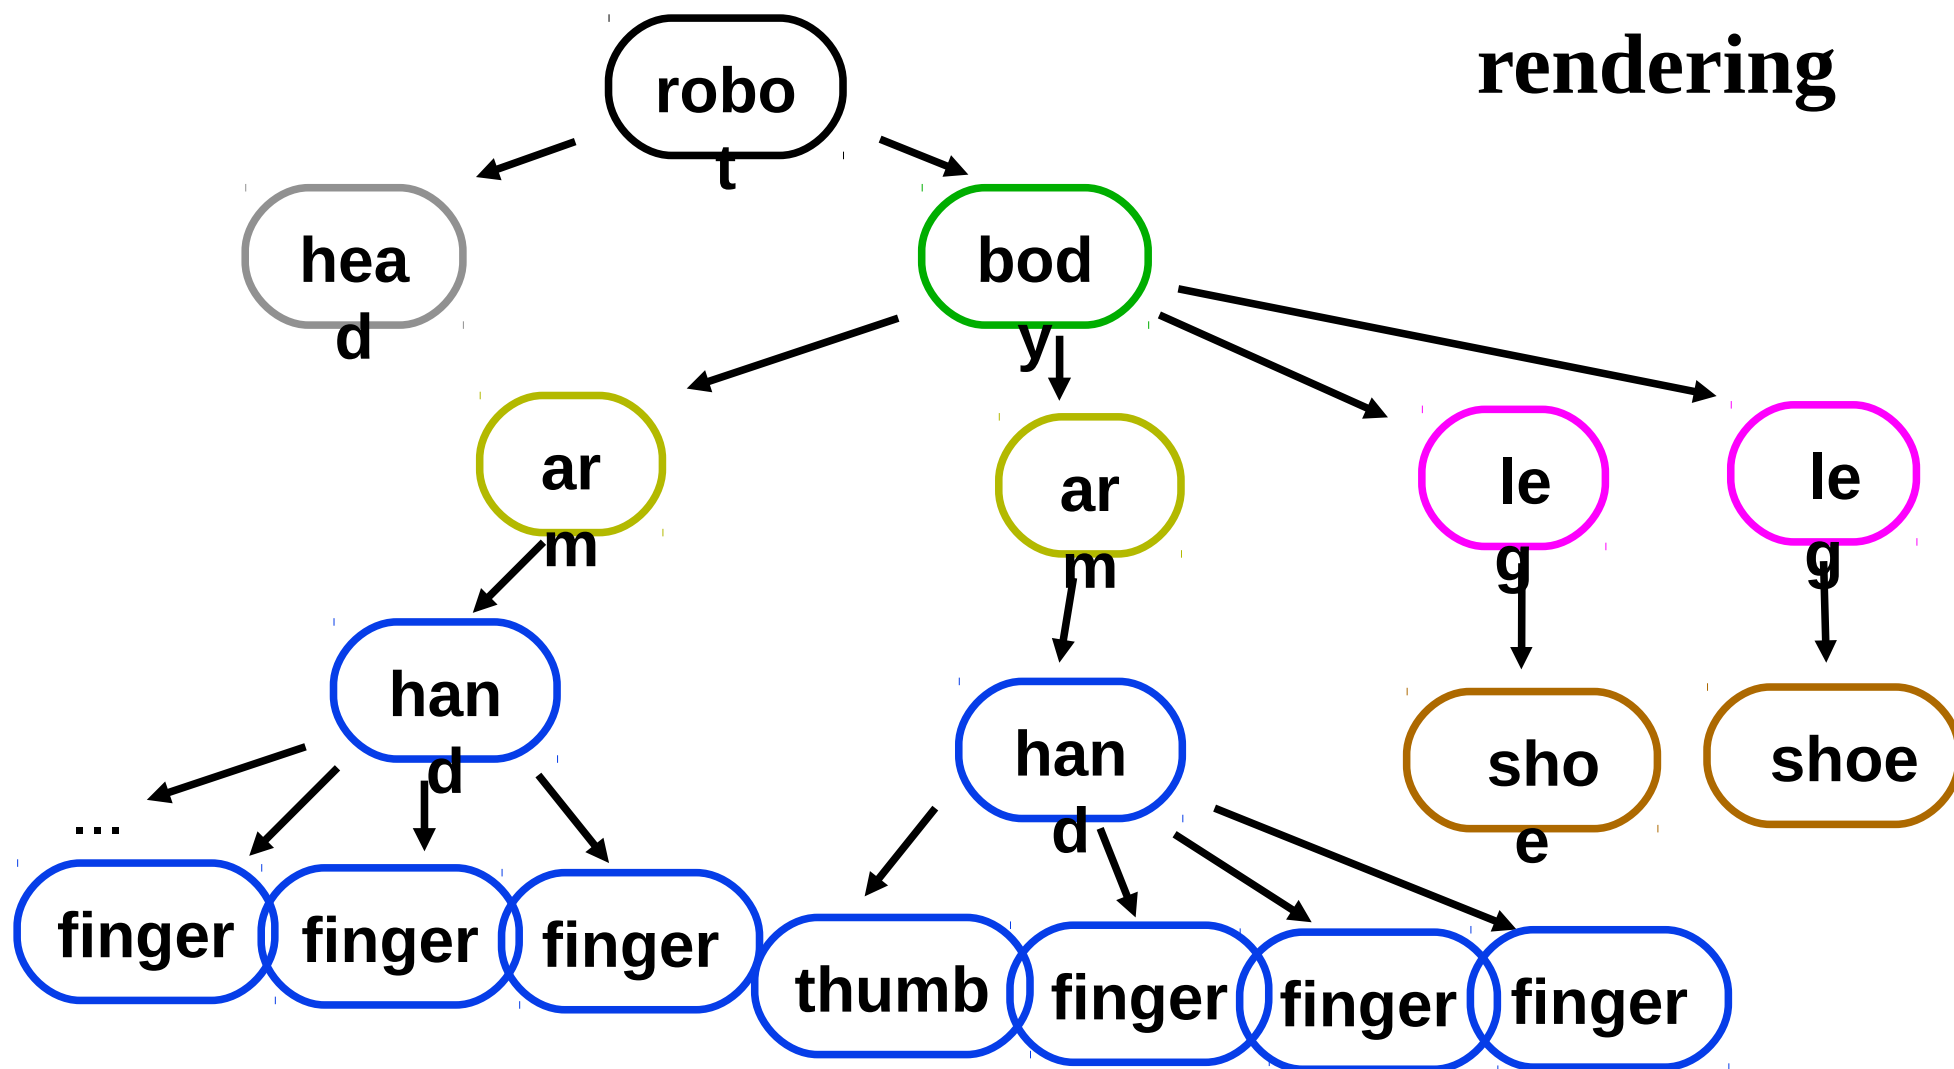 rendering
robo
t
hea
d
bod
y
ar
m
ar
m
le
g
le
g
han
d
han
d
sho
e
shoe
...
finger
finger
finger
thumb
finger
finger
finger